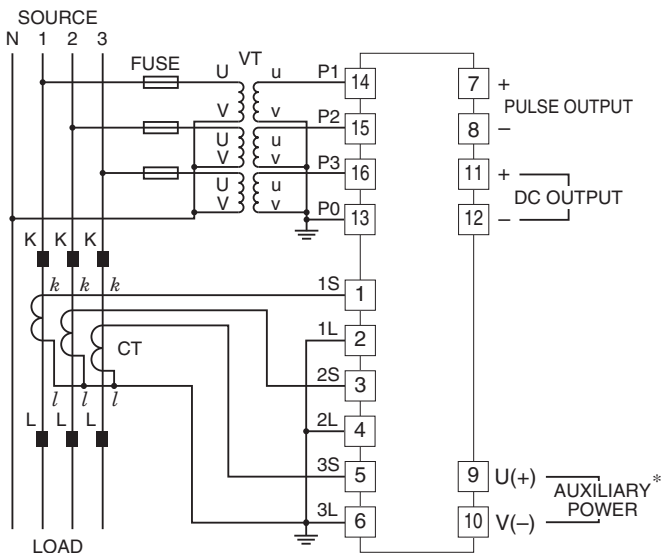 SOURCE
N 1 2 3
FUSE
VT
U u P1 14
V v
U u P2 15
V v
U u P3 16
V v P0 13
7 +
PULSE OUTPUT
8 −
11 +
DC OUTPUT
12 −
K K K
k k k
1S 1
1L 2
CT
2S 3
l l l
L L L
2L 4
3S 5
3L 6
9 U(+)
AUXILIARY*
POWER
10 V(−)
LOAD